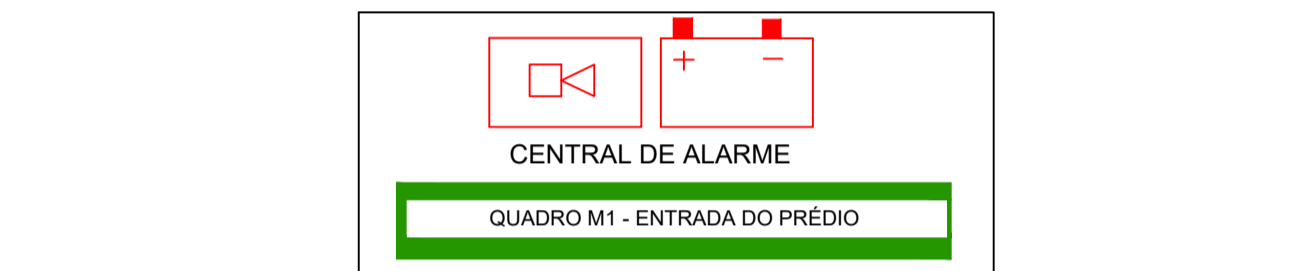 + −
CENTRAL DE ALARME
QUADRO M1 - ENTRADA DO PRÉDIO